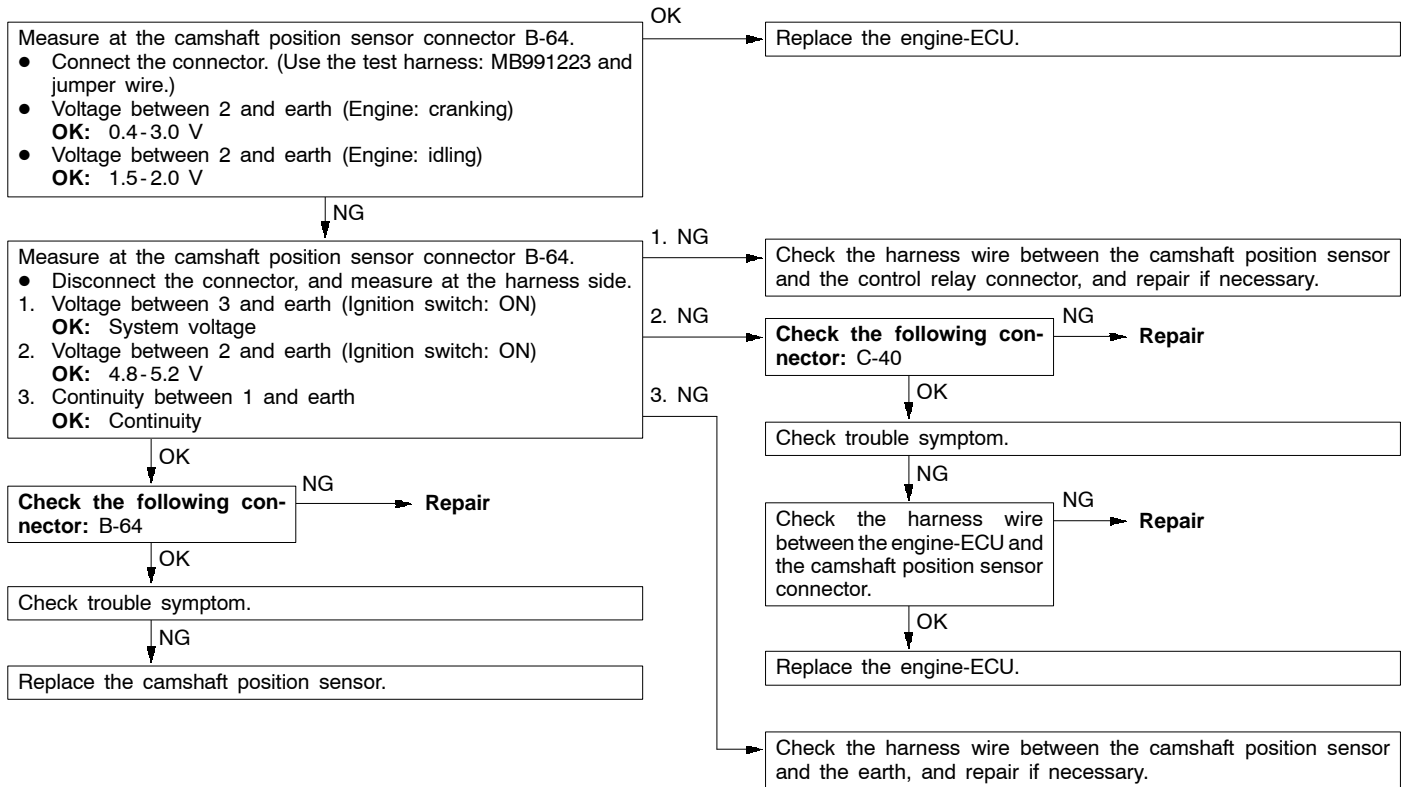 OK
Measure at the camshaft position sensor connector B-64.
● Connect the connector. (Use the test harness: MB991223 and
jumper wire.)
● Voltage between 2 and earth (Engine: cranking)
OK: 0.4-3.0 V
● Voltage between 2 and earth (Engine: idling)
OK: 1.5-2.0 V
Replace the engine-ECU.
NG
Measure at the camshaft position sensor connector B-64.
● Disconnect the connector, and measure at the harness side.
1. Voltage between 3 and earth (Ignition switch: ON)
OK: System voltage
2. Voltage between 2 and earth (Ignition switch: ON)
OK: 4.8-5.2 V
3. Continuity between 1 and earth
OK: Continuity
1. NG
Check the harness wire between the camshaft position sensor
and the control relay connector, and repair if necessary.
2. NG
Check the following con-
nector: C-40
NG
Repair
OK
Check trouble symptom.
NG
Check the harness wire
between the engine-ECU and
the camshaft position sensor
connector.
NG
Repair
OK
Replace the engine-ECU.
3. NG
Check the harness wire between the camshaft position sensor
and the earth, and repair if necessary.
OK
Check the following con-
nector: B-64
NG
Repair
OK
Check trouble symptom.
NG
Replace the camshaft position sensor.